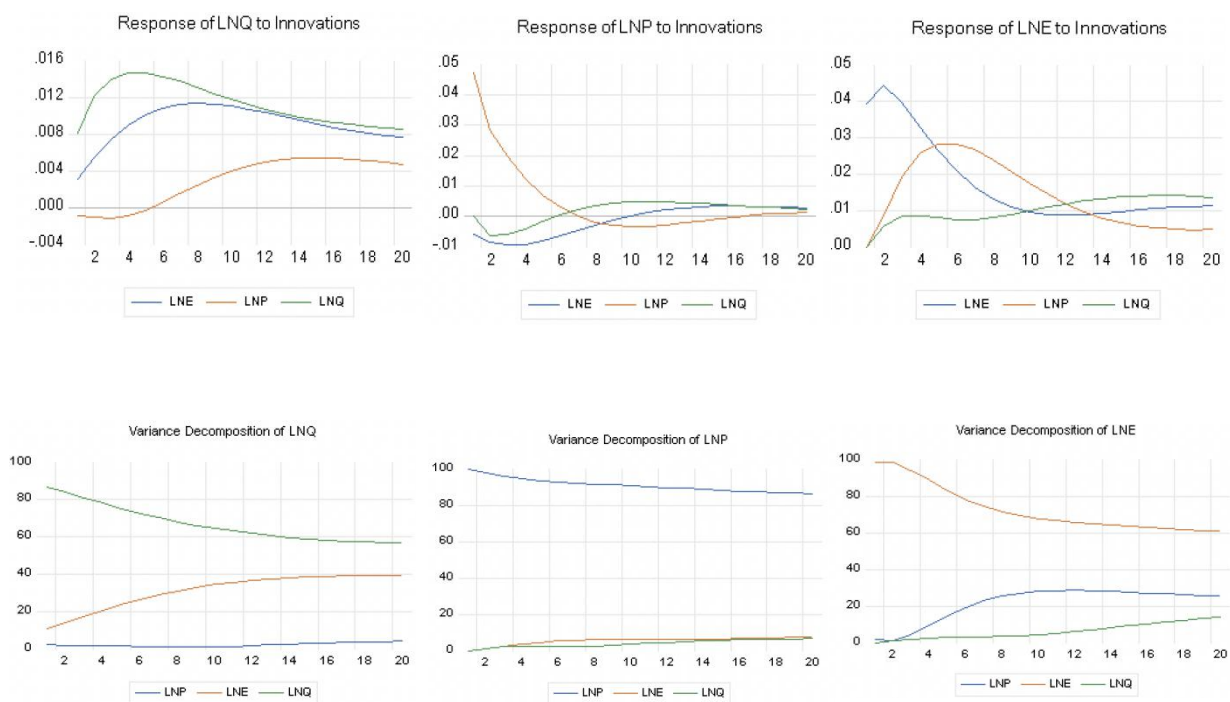 Response of LNQ to Innovations
.016
.012
.008
.004
.000
-.004
2 4 6 8 10 12 14 16 18 20
LNE LNP LNQ
Response of LNP to Innovations
.05
.04
.03
.02
.01
.00
-.01
2 4 6 8 10 12 14 16 18 20
LNE LNP LNQ
Response of LNE to Innovations
.05
.04
.03
.02
.01
.00
2 4 6 8 10 12 14 16 18 20
LNE LNP LNQ
Variance Decomposition of LNQ
100
80
60
40
20
0
2 4 6 8 10 12 14 16 18 20
LNP LNE LNQ
Variance Decomposition of LNP
100
80
60
40
20
0
2 4 6 8 10 12 14 16 18 20
LNP LNE LNQ
Variance Decomposition of LNE
100
80
60
40
20
0
2 4 6 8 10 12 14 16 18 20
LNP LNE LNQ